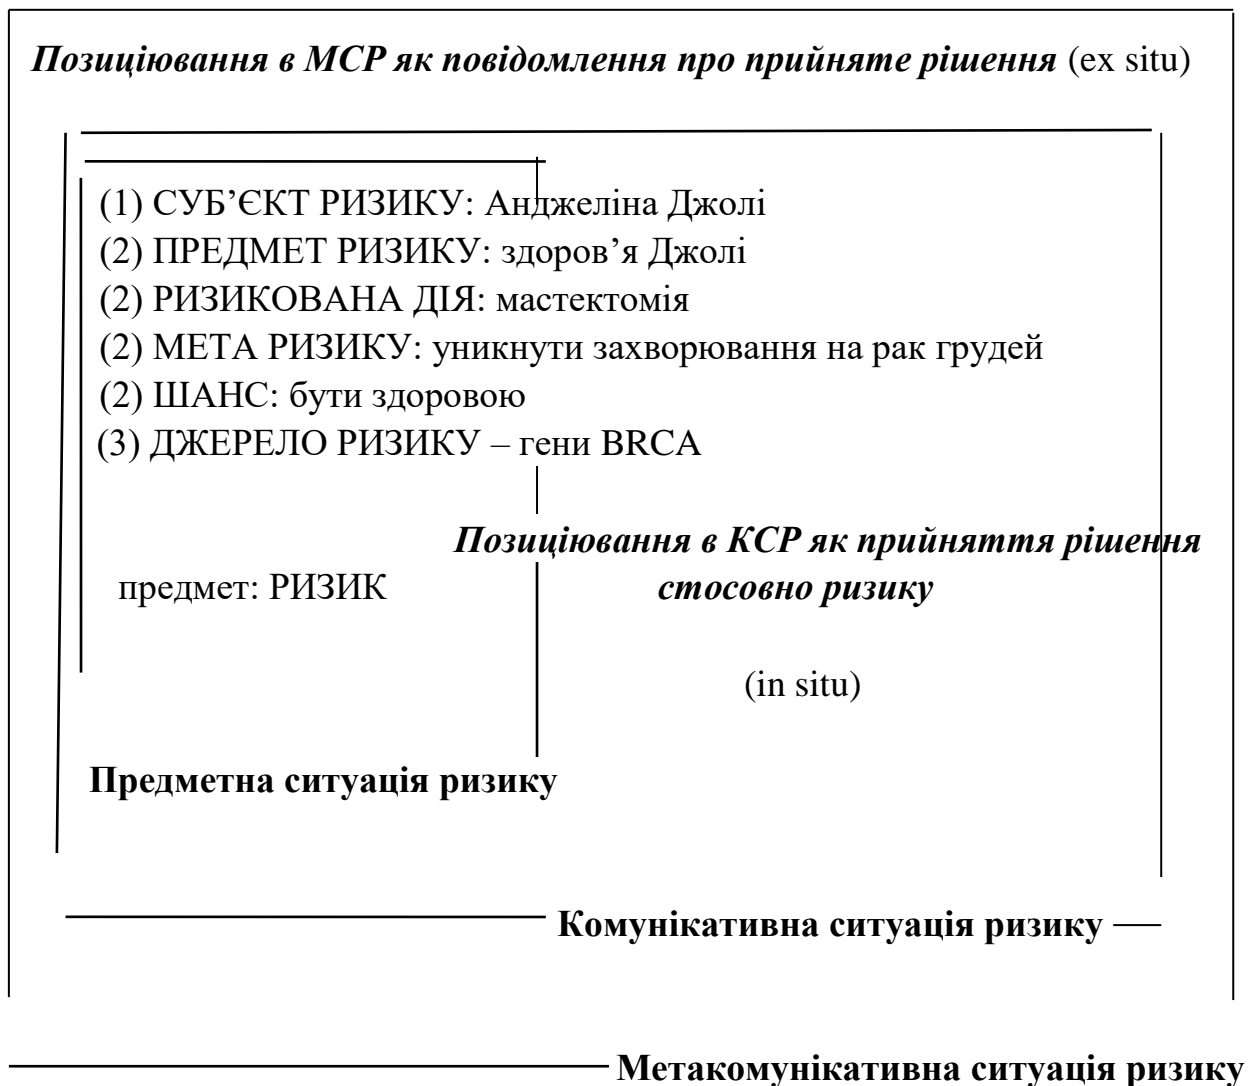 Позиціювання в МСР як повідомлення про прийняте рішення (ex situ)
(1) СУБ’ЄКТ РИЗИКУ: Анджеліна Джолі
(2) ПРЕДМЕТ РИЗИКУ: здоров’я Джолі
(2) РИЗИКОВАНА ДІЯ: мастектомія
(2) МЕТА РИЗИКУ: уникнути захворювання на рак грудей
(2) ШАНС: бути здоровою
(3) ДЖЕРЕЛО РИЗИКУ – гени BRCA
Позиціювання в КСР як прийняття рішення
предмет: РИЗИК стосовно ризику
(in situ)
Предметна ситуація ризику
Комунікативна ситуація ризику
Метакомунікативна ситуація ризику